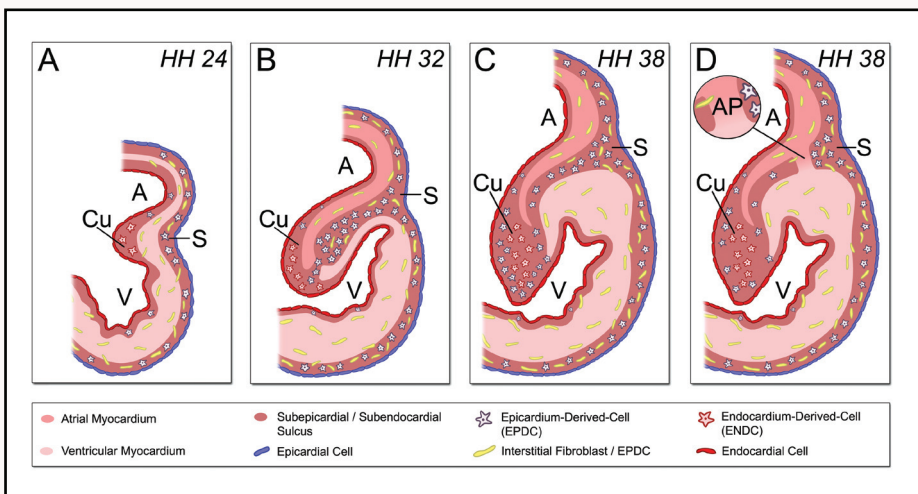 A
HH 24
A
Cu
S
V
B
HH 32
A
Cu
S
V
C
HH 38
A
S
Cu
V
D
HH 38
AP
A
S
Cu
V
Atrial Myocardium
Ventricular Myocardium
Subepicardial / Subendocardial
Sulcus
Epicardial Cell
Epicardium-Derived-Cell
(EPDC)
Interstitial Fibroblast / EPDC
Endocardium-Derived-Cell
(ENDC)
Endocardial Cell